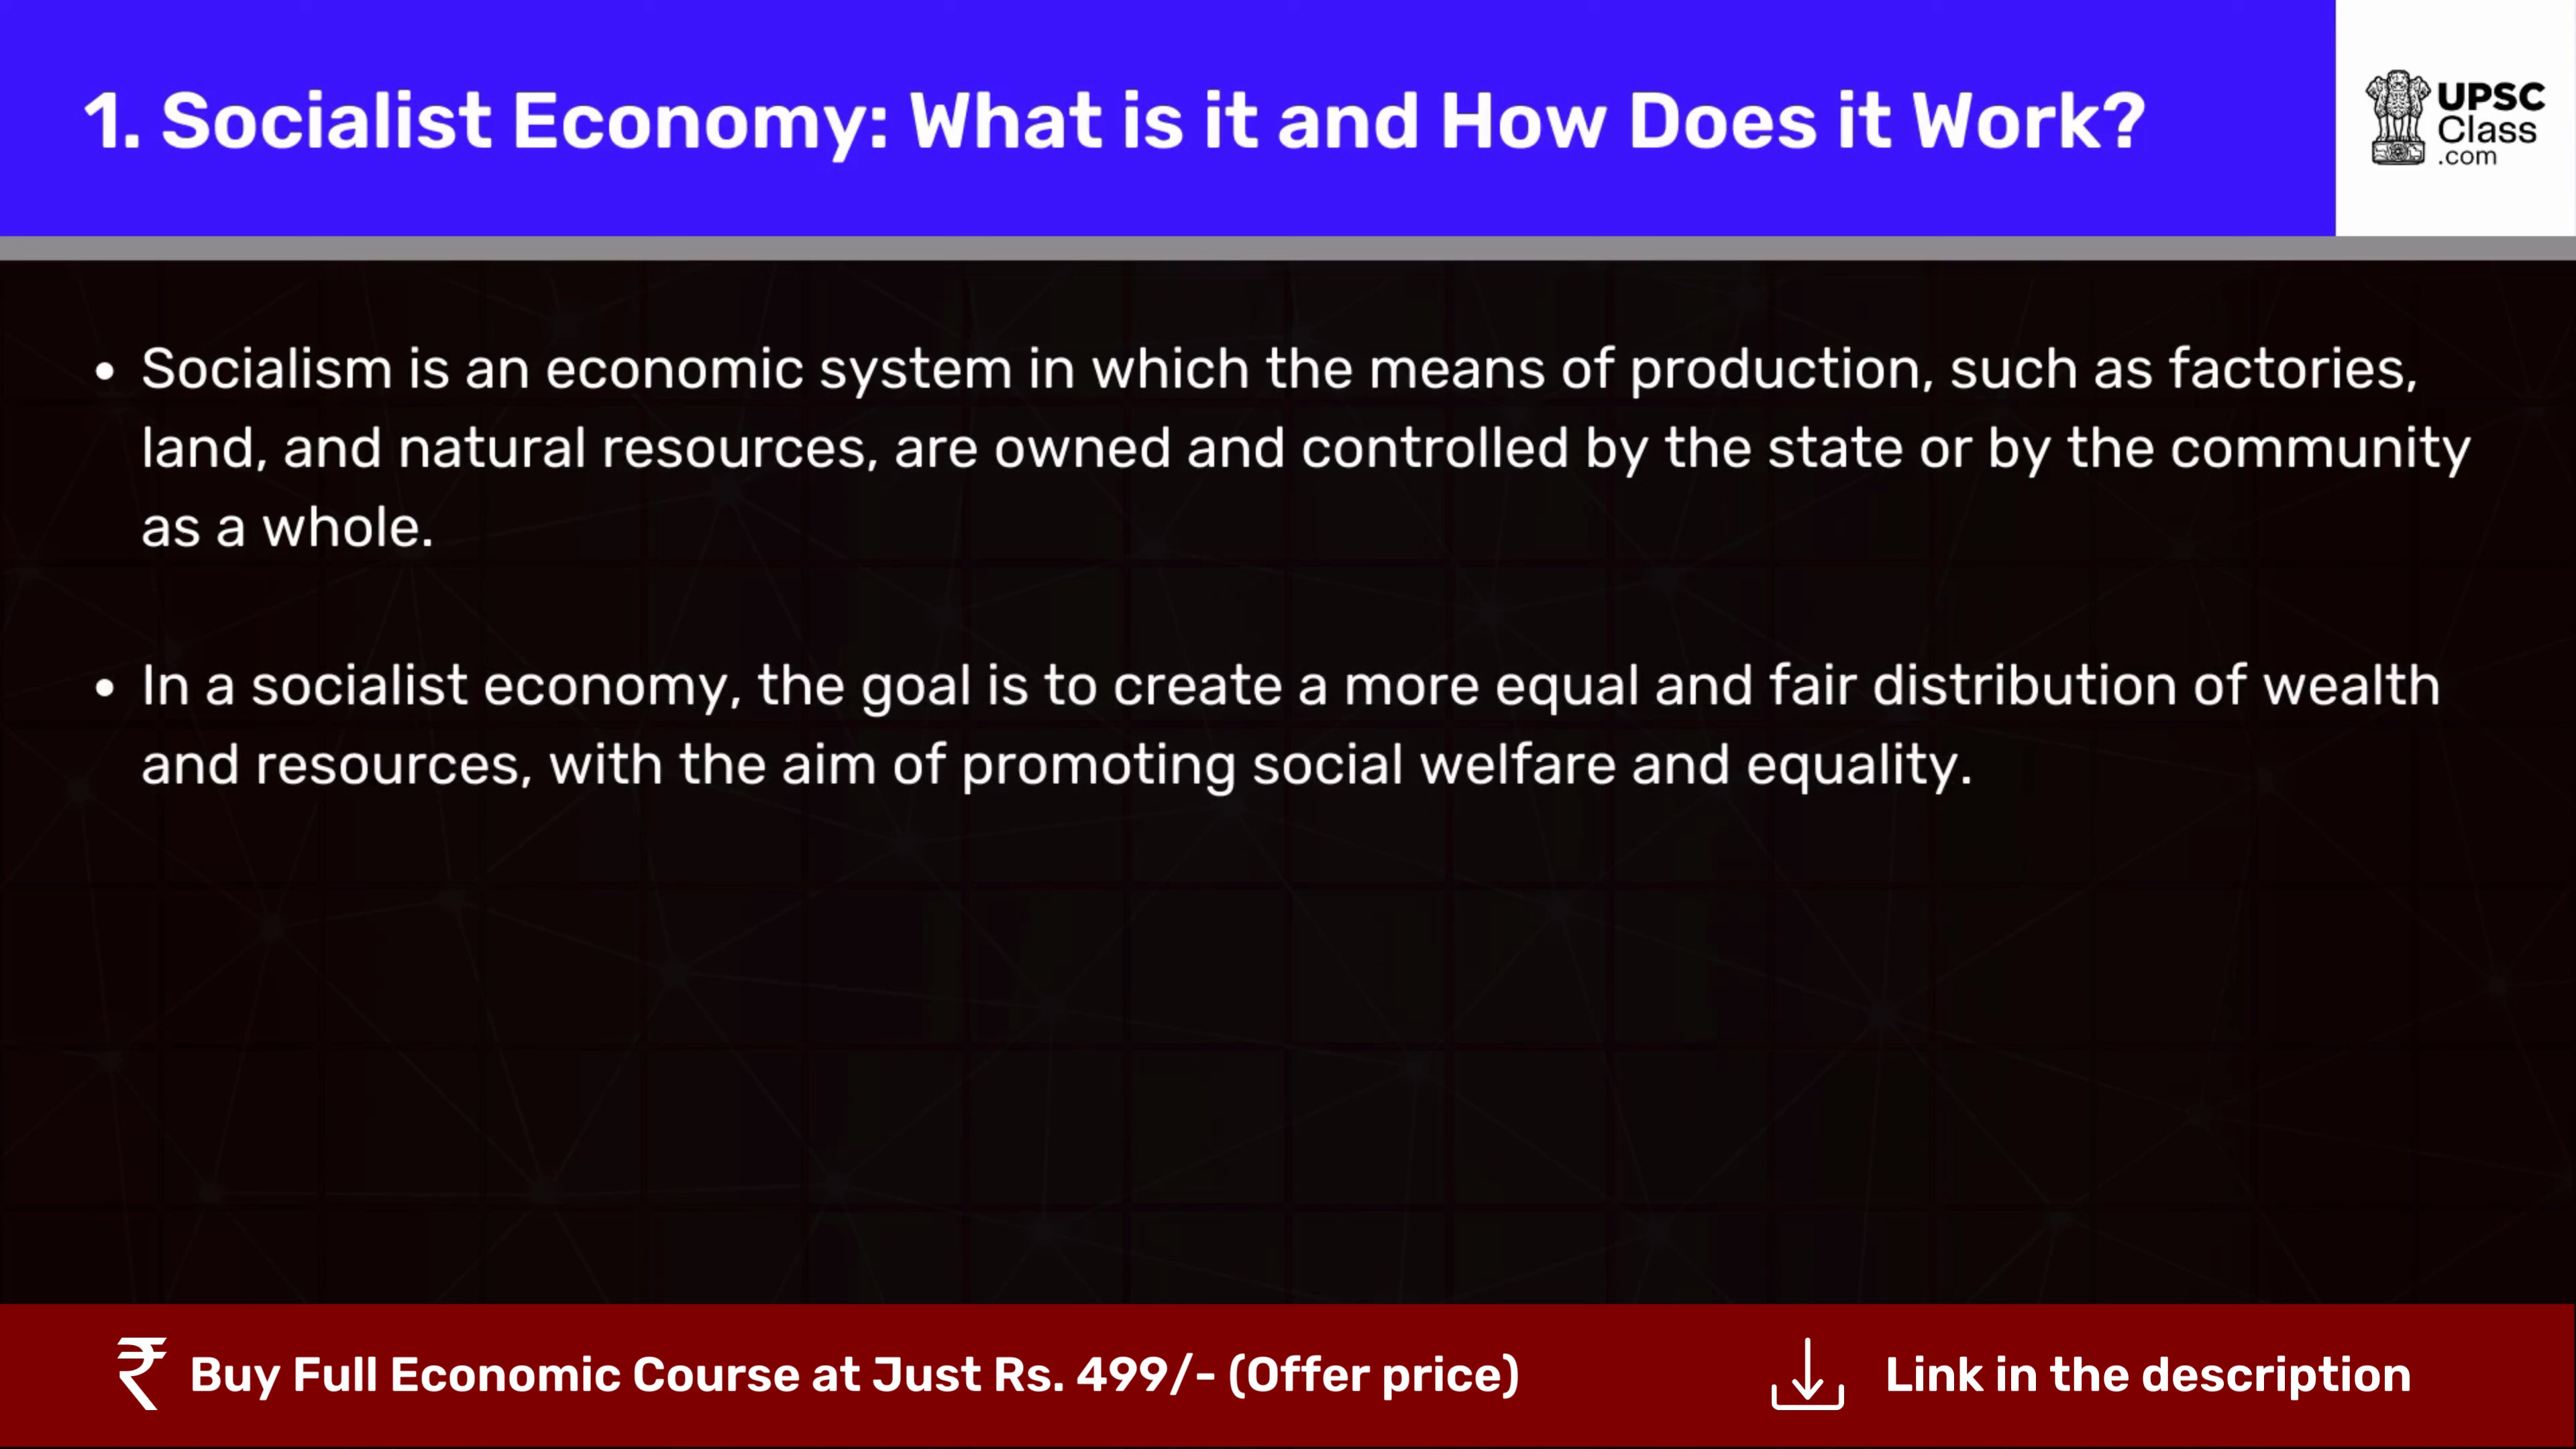 1. Socialist Economy: What is it and How Does it Work?
UPSC
Class
.com
• Socialism is an economic system in which the means of production, such as factories,
land, and natural resources, are owned and controlled by the state or by the community
as a whole.
• In a socialist economy, the goal is to create a more equal and fair distribution of wealth
and resources, with the aim of promoting social welfare and equality.
₹ Buy Full Economic Course at Just Rs. 499/- (Offer price)
Link in the description